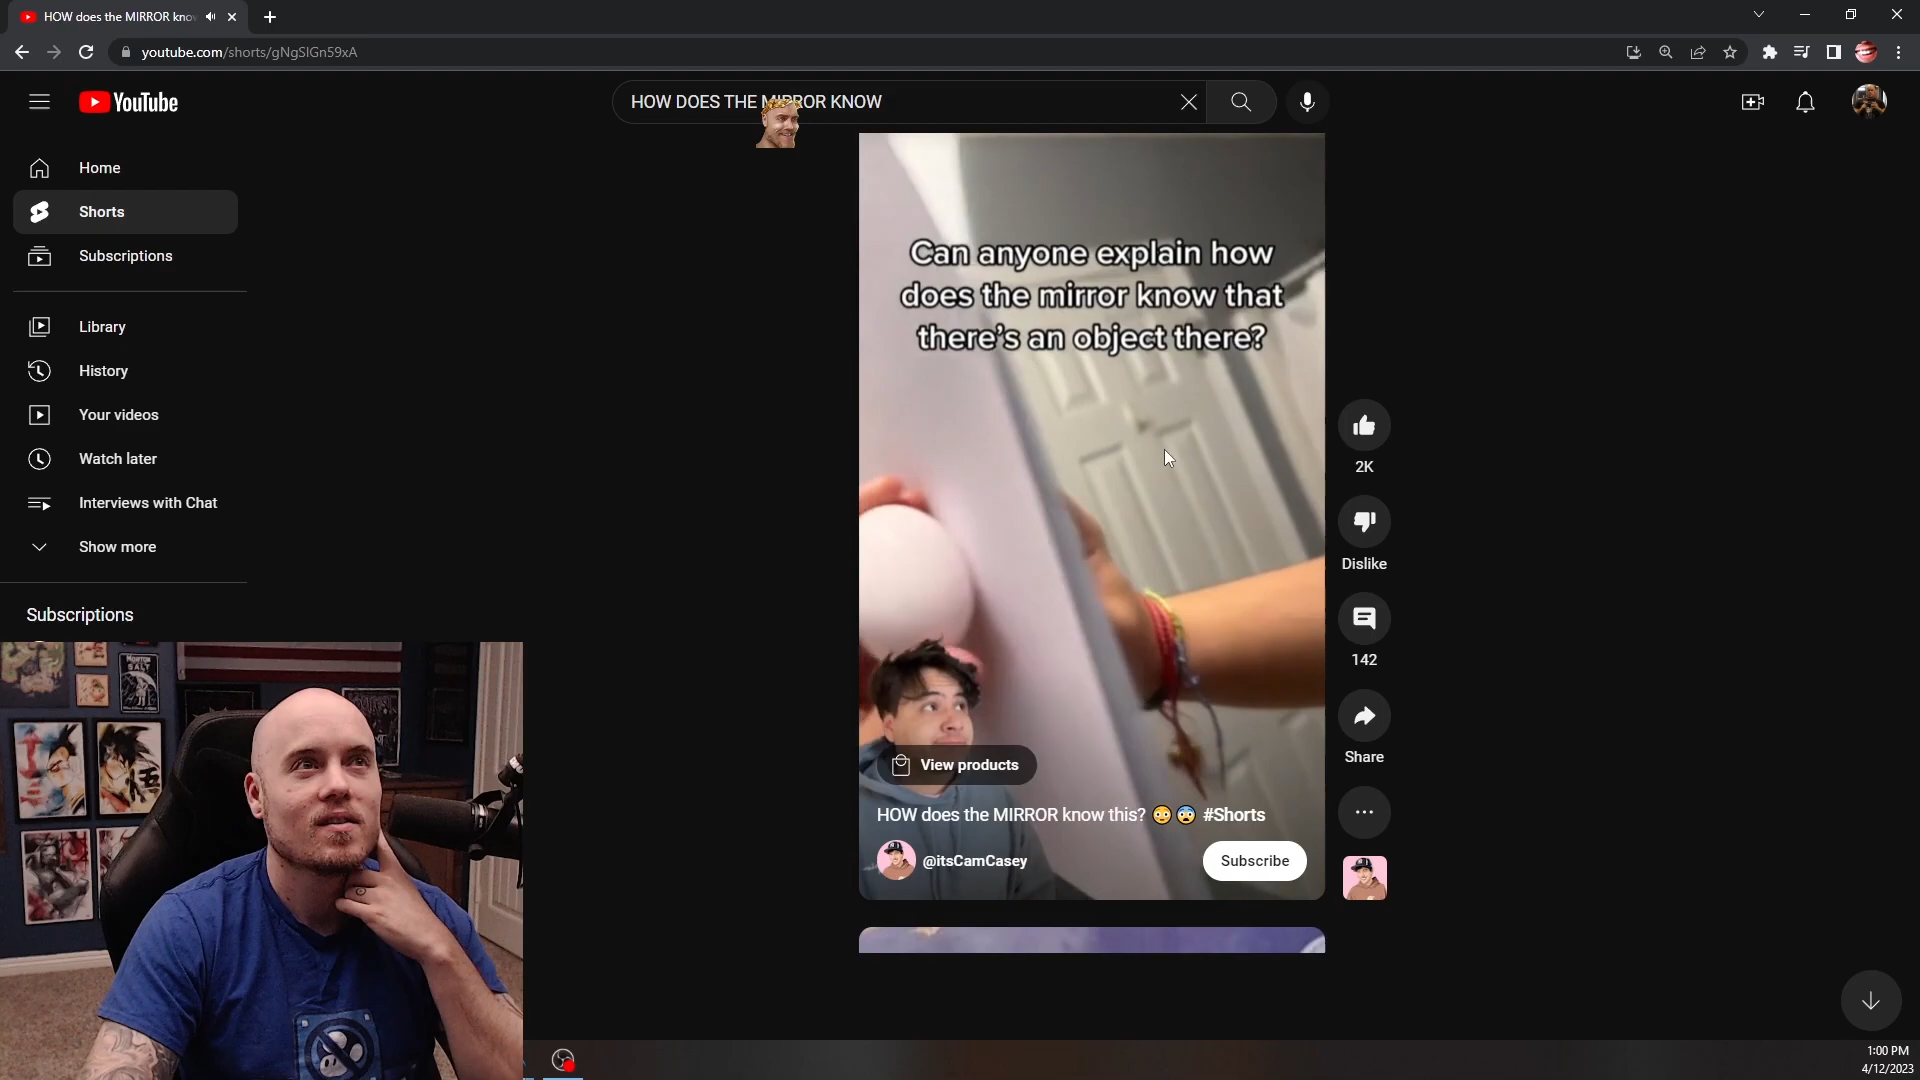 HOW does the MIRROR kno
youtube.com/shorts/gNgSIGn59xA
YouTube
HOW DOES THE MIRROR KNOW
Home
Shorts
Subscriptions
Library
History
Your videos
Watch later
Interviews with Chat
Show more
Subscriptions
Can anyone explain how
does the mirror know that
there's an object there?
2K
Dislike
142
Share
View products
HOW does the MIRROR know this? 😳😨 #Shorts
@itsCamCasey
Subscribe
MORTON
SALT
1:00 PM
4/12/2023